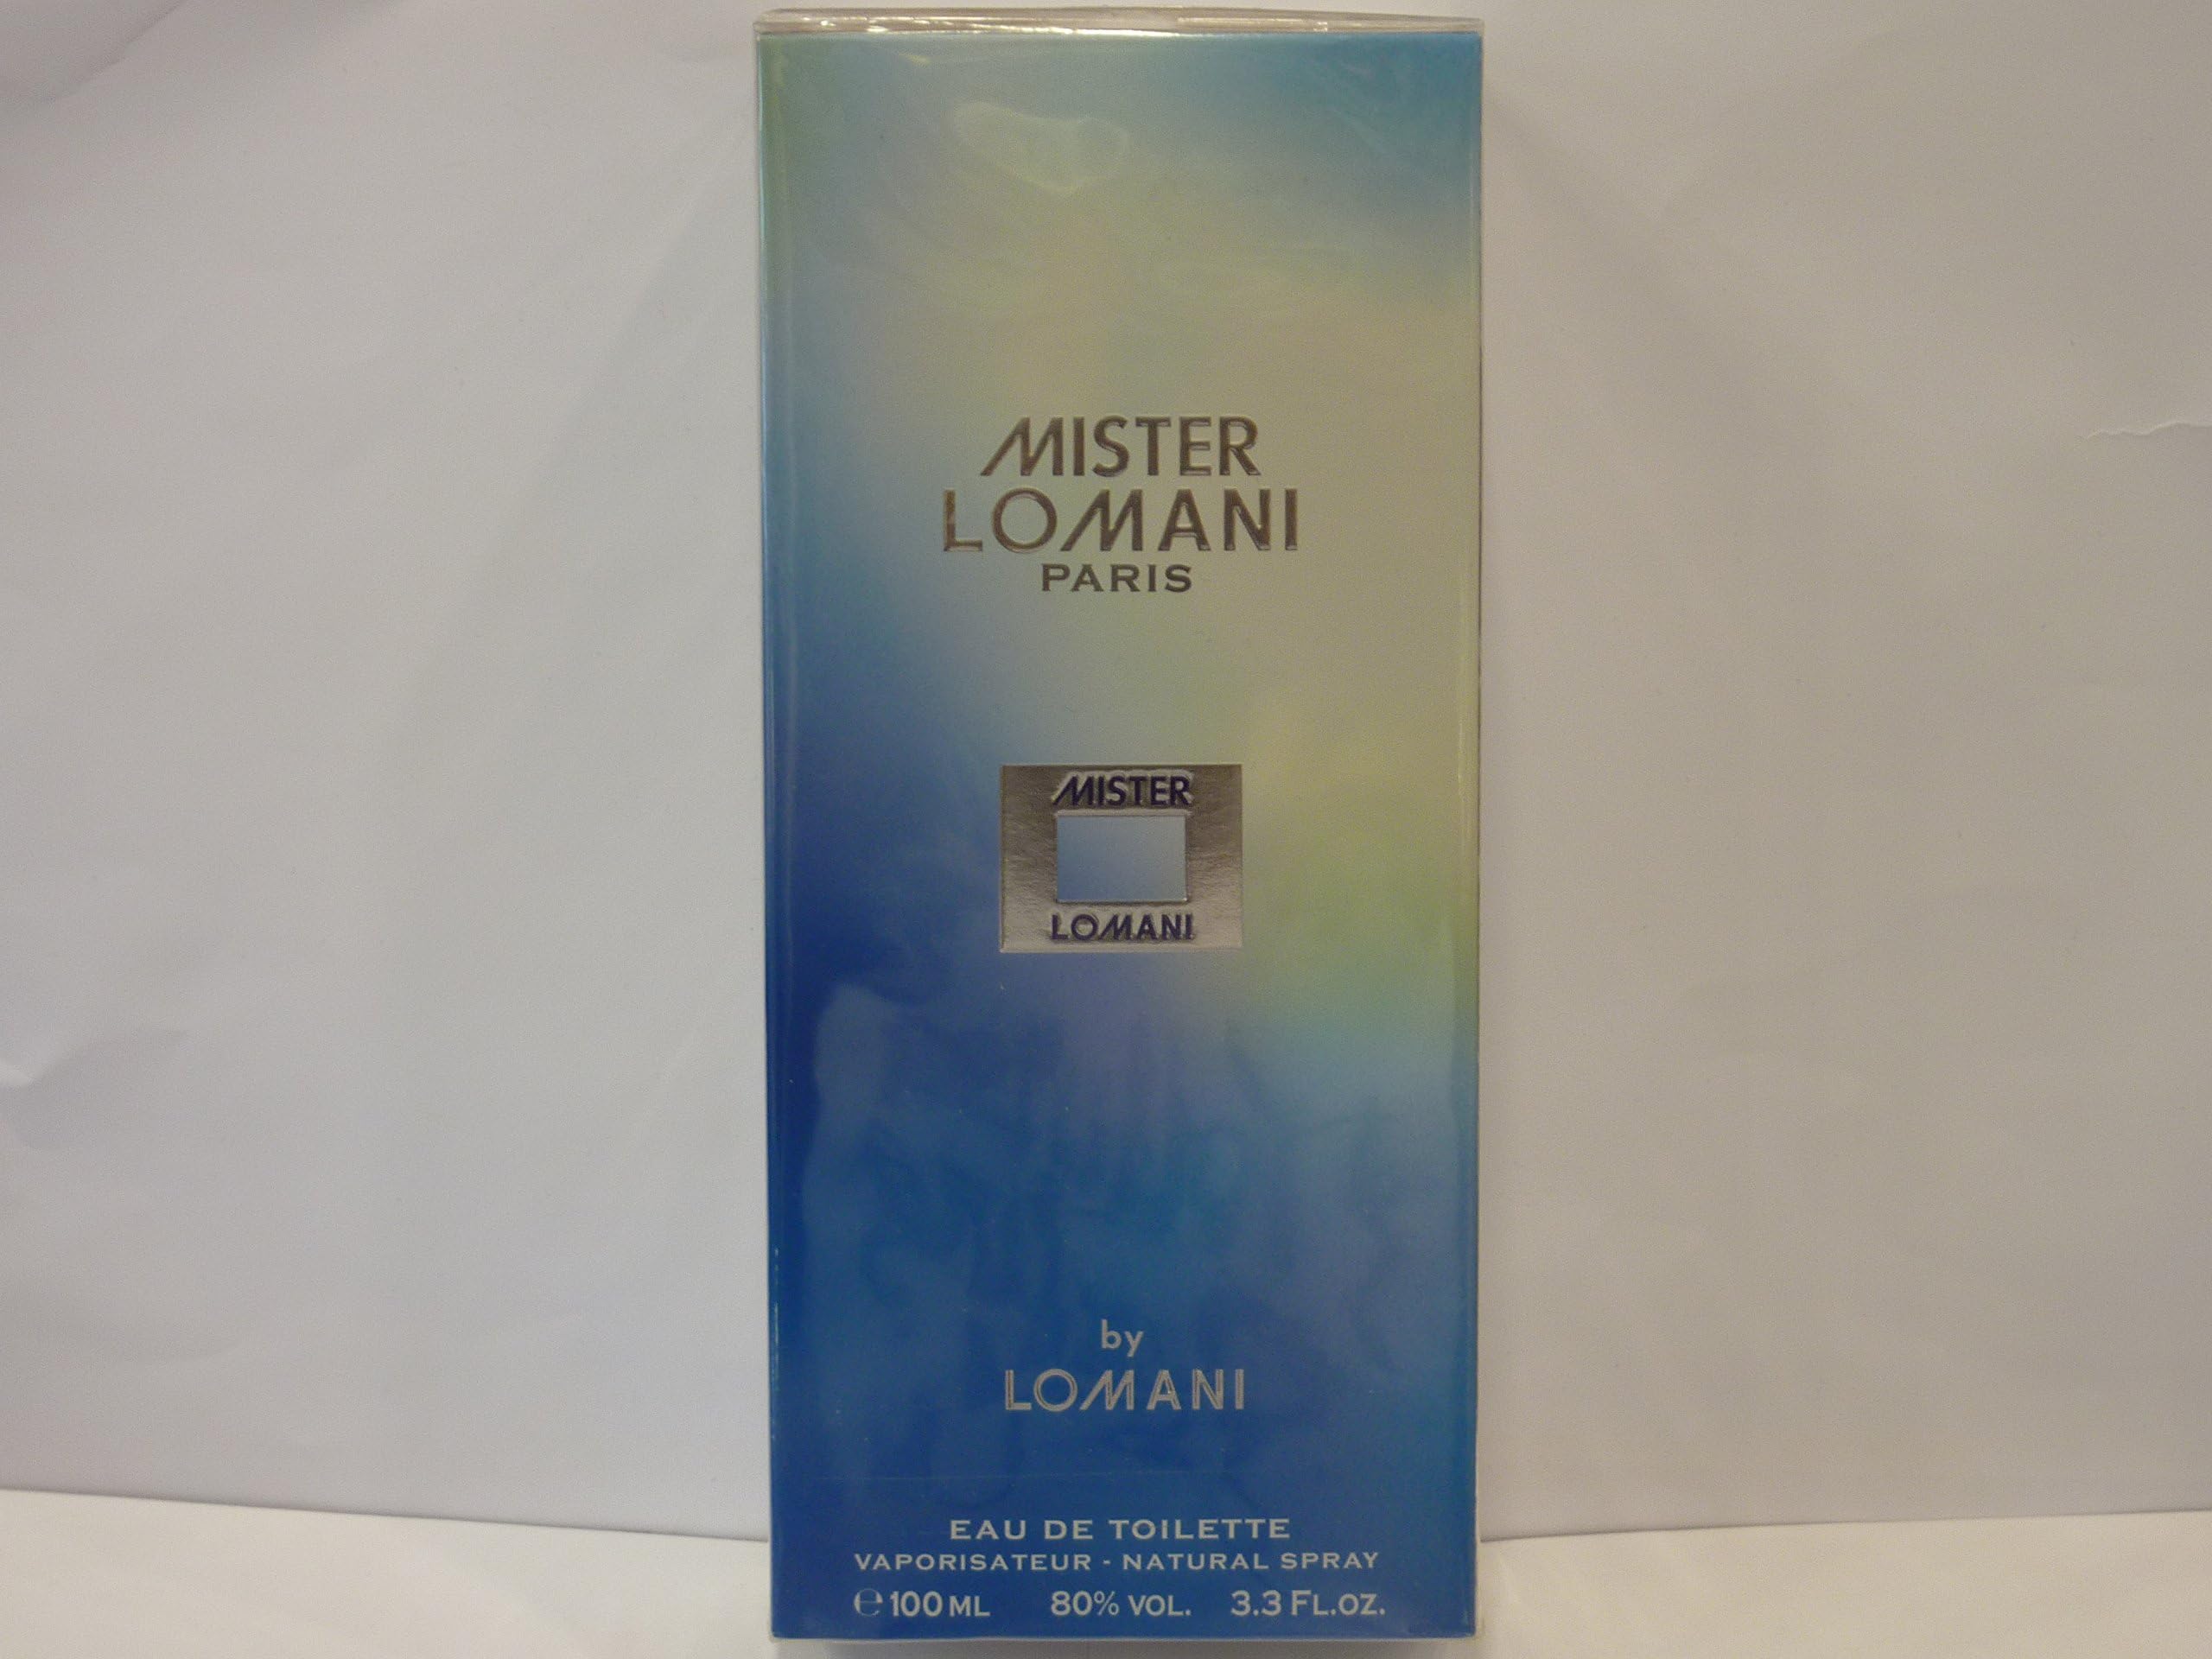 MISTER
LOMANI
PARIS
MISTER
LOMANI
by
LOMANI
EAU DE TOILETTE
VAPORISATEUR - NATURAL SPRAY
℮ 100 ML 80% VOL. 3.3 FL.OZ.